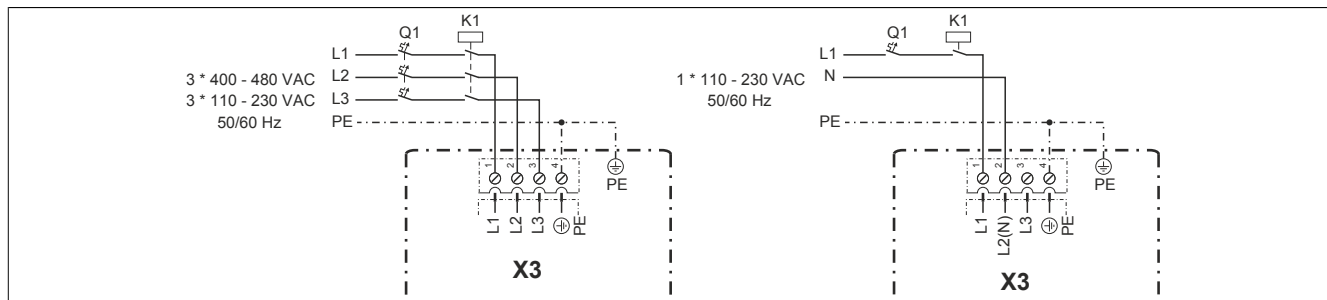 Q1
K1
L1
3 * 400 - 480 VAC
L2
3 * 110 - 230 VAC
L3
50/60 Hz
PE
PE
1
2
3
4
L1
L2
L3
PE
X3
Q1
K1
L1
1 * 110 - 230 VAC
N
50/60 Hz
PE
PE
1
2
3
4
L1
L2(N)
L3
PE
X3